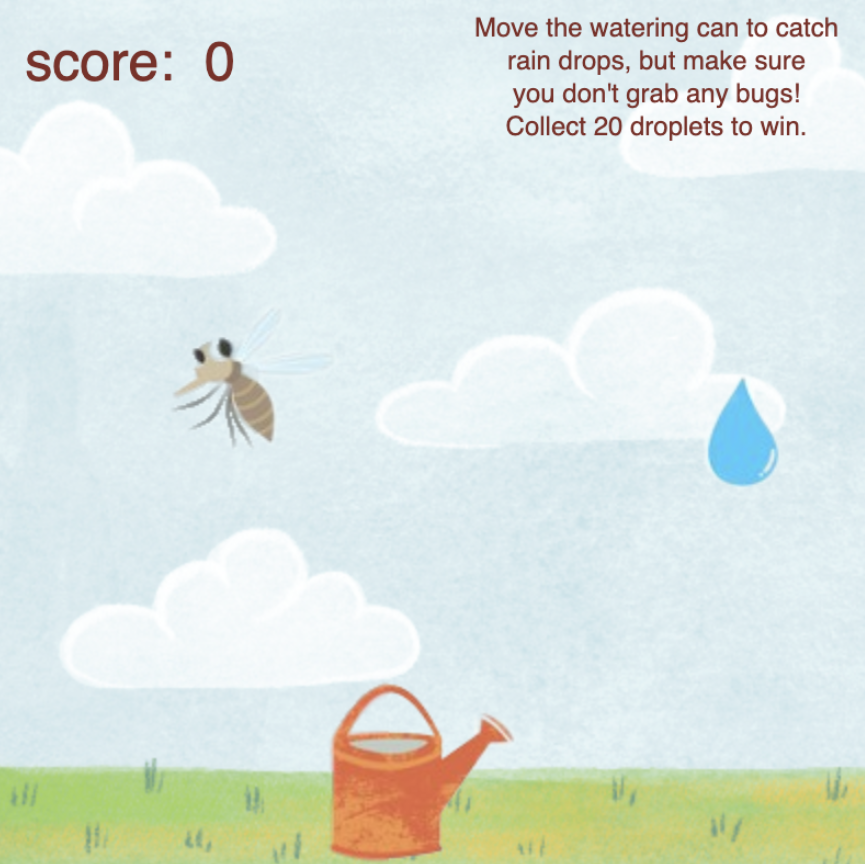 score: 0
Move the watering can to catch
rain drops, but make sure
you don't grab any bugs!
Collect 20 droplets to win.